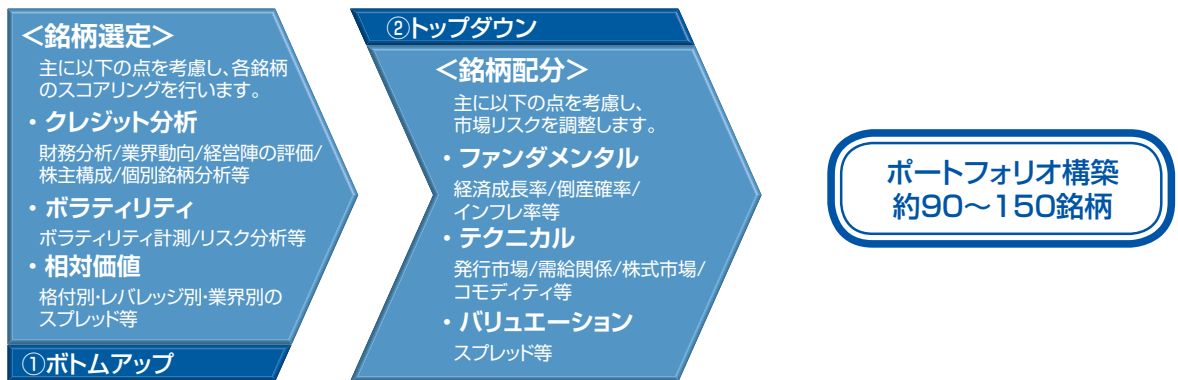 ＜銘柄選定＞
主に以下の点を考慮し、各銘柄
のスコアリングを行います。
・クレジット分析
財務分析/業界動向/経営陣の評価/
株主構成/個別銘柄分析等
・ボラティリティ
ボラティリティ計測/リスク分析等
・相対価値
格付別・レバレッジ別・業界別の
スプレッド等
①ボトムアップ
②トップダウン
＜銘柄配分＞
主に以下の点を考慮し、
市場リスクを調整します。
・ファンダメンタル
経済成長率/倒産確率/
インフレ率等
・テクニカル
発行市場/需給関係/株式市場/
コモディティ等
・バリュエーション
スプレッド等
ポートフォリオ構築
約90～150銘柄